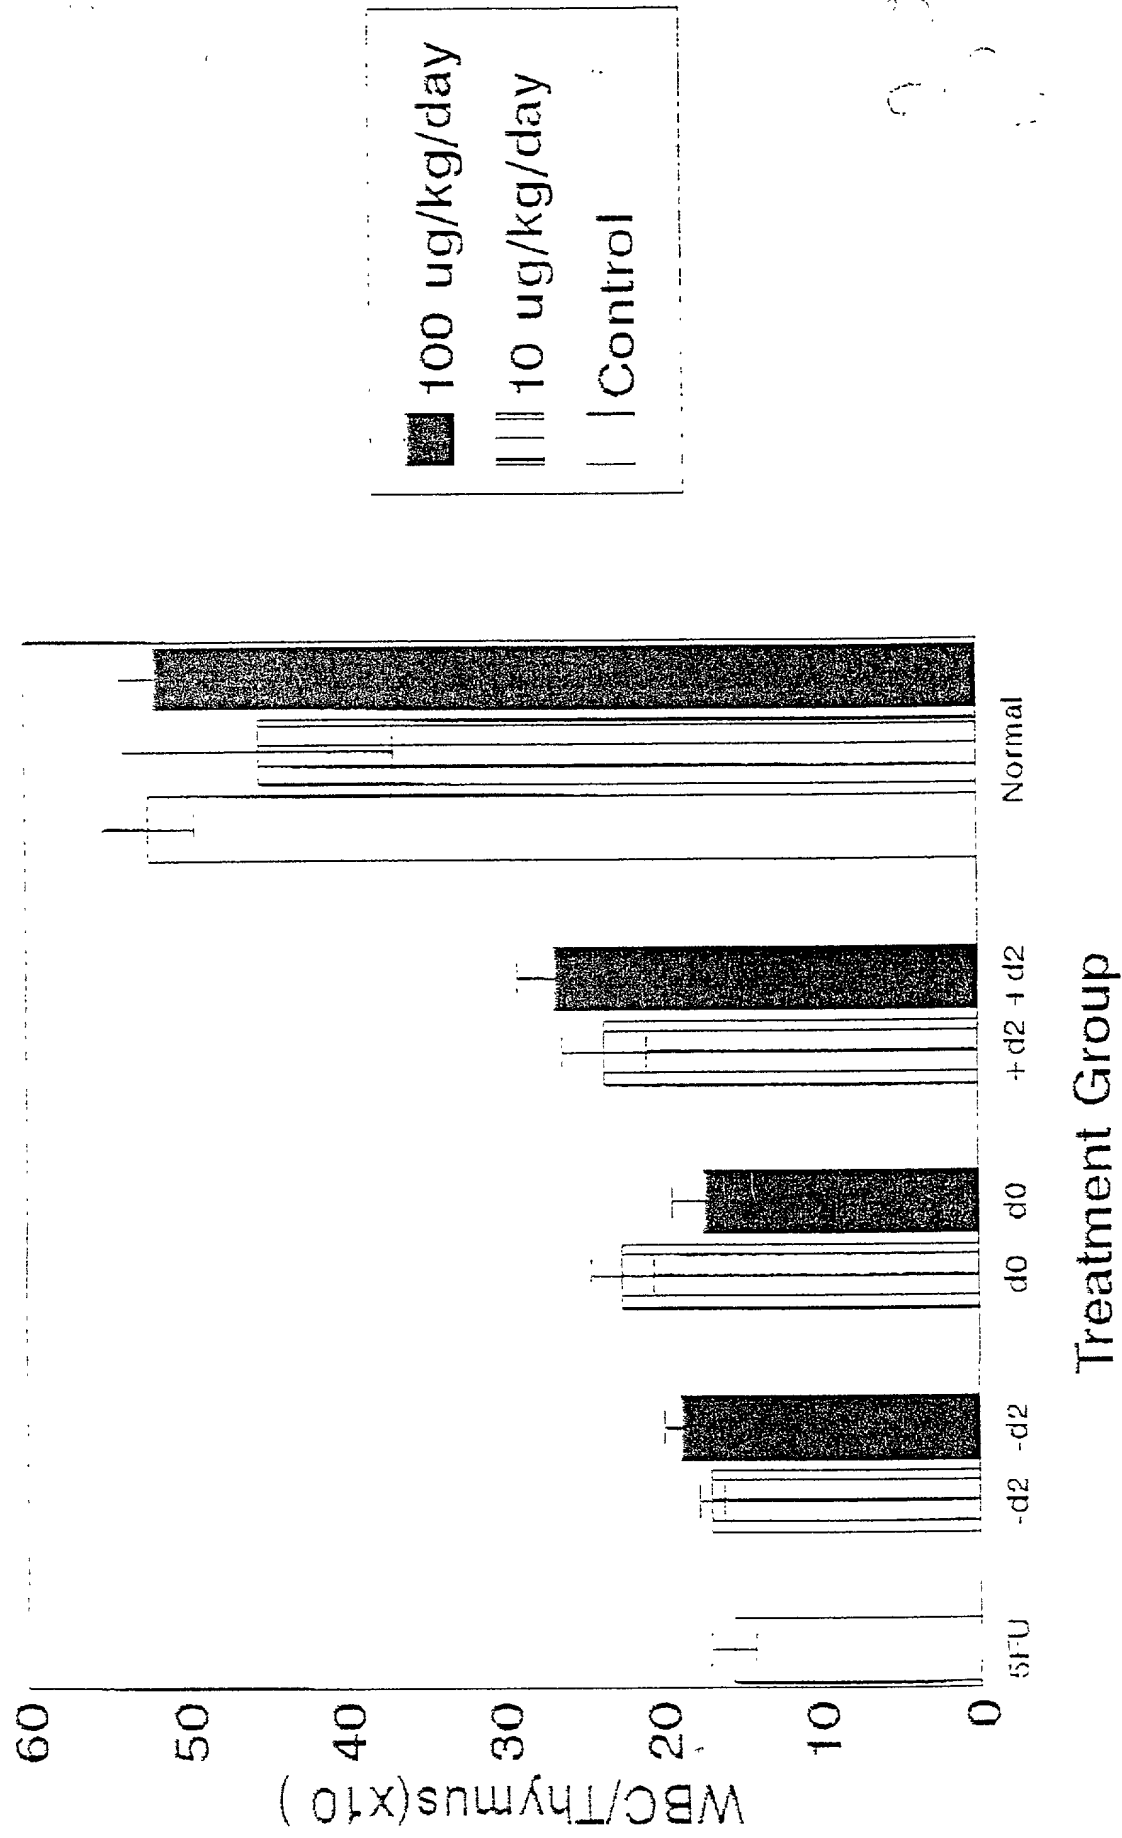 100 ug/kg/day
10 ug/kg/day
Control
60
50
40
30
20
10
0
WBC/Thymus(x10 )
5FU
-d2
-d2
d0
d0
+d2
+d2
Normal
Treatment Group